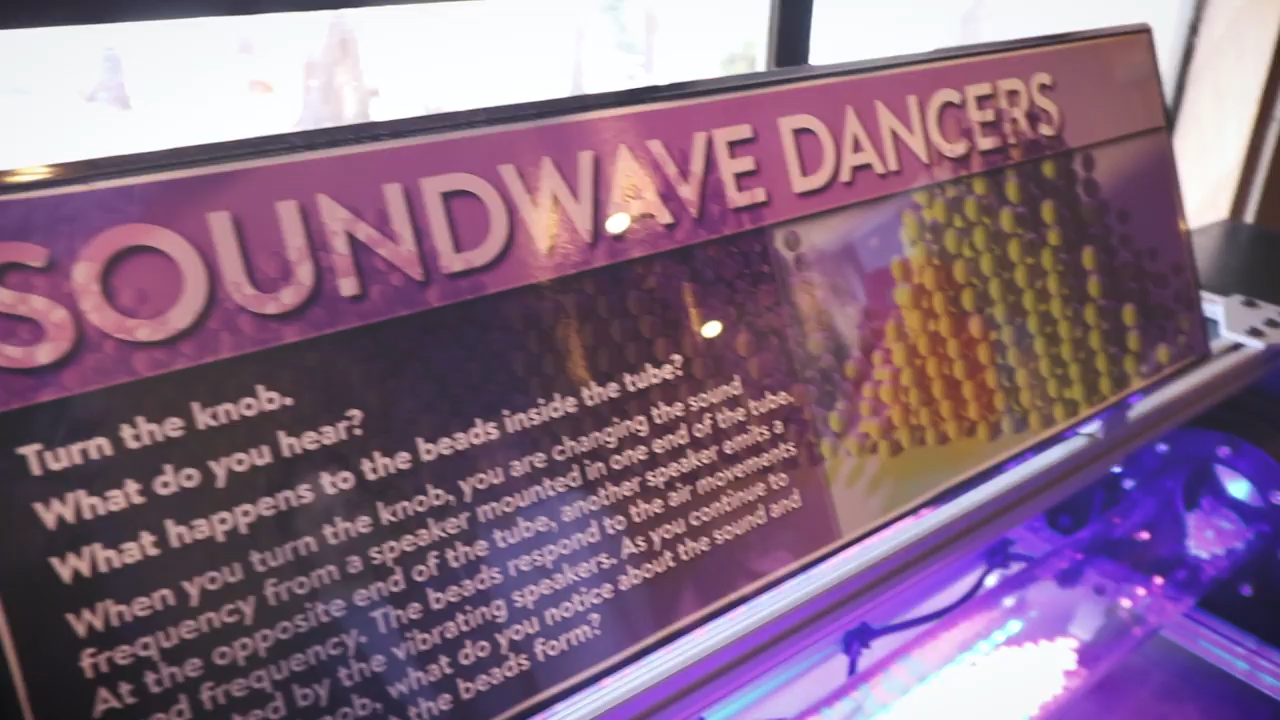 SOUNDWAVE DANCERS
Turn the knob.
What do you hear?
What happens to the beads inside the tube?
When you turn the knob, you are changing the sound
frequency from a speaker mounted in one end of the tube.
At the opposite end of the tube, another speaker emits a
frequency. The beads respond to the air movements
by the vibrating speakers. As you continue to
what do you notice about the sound and
the beads form?